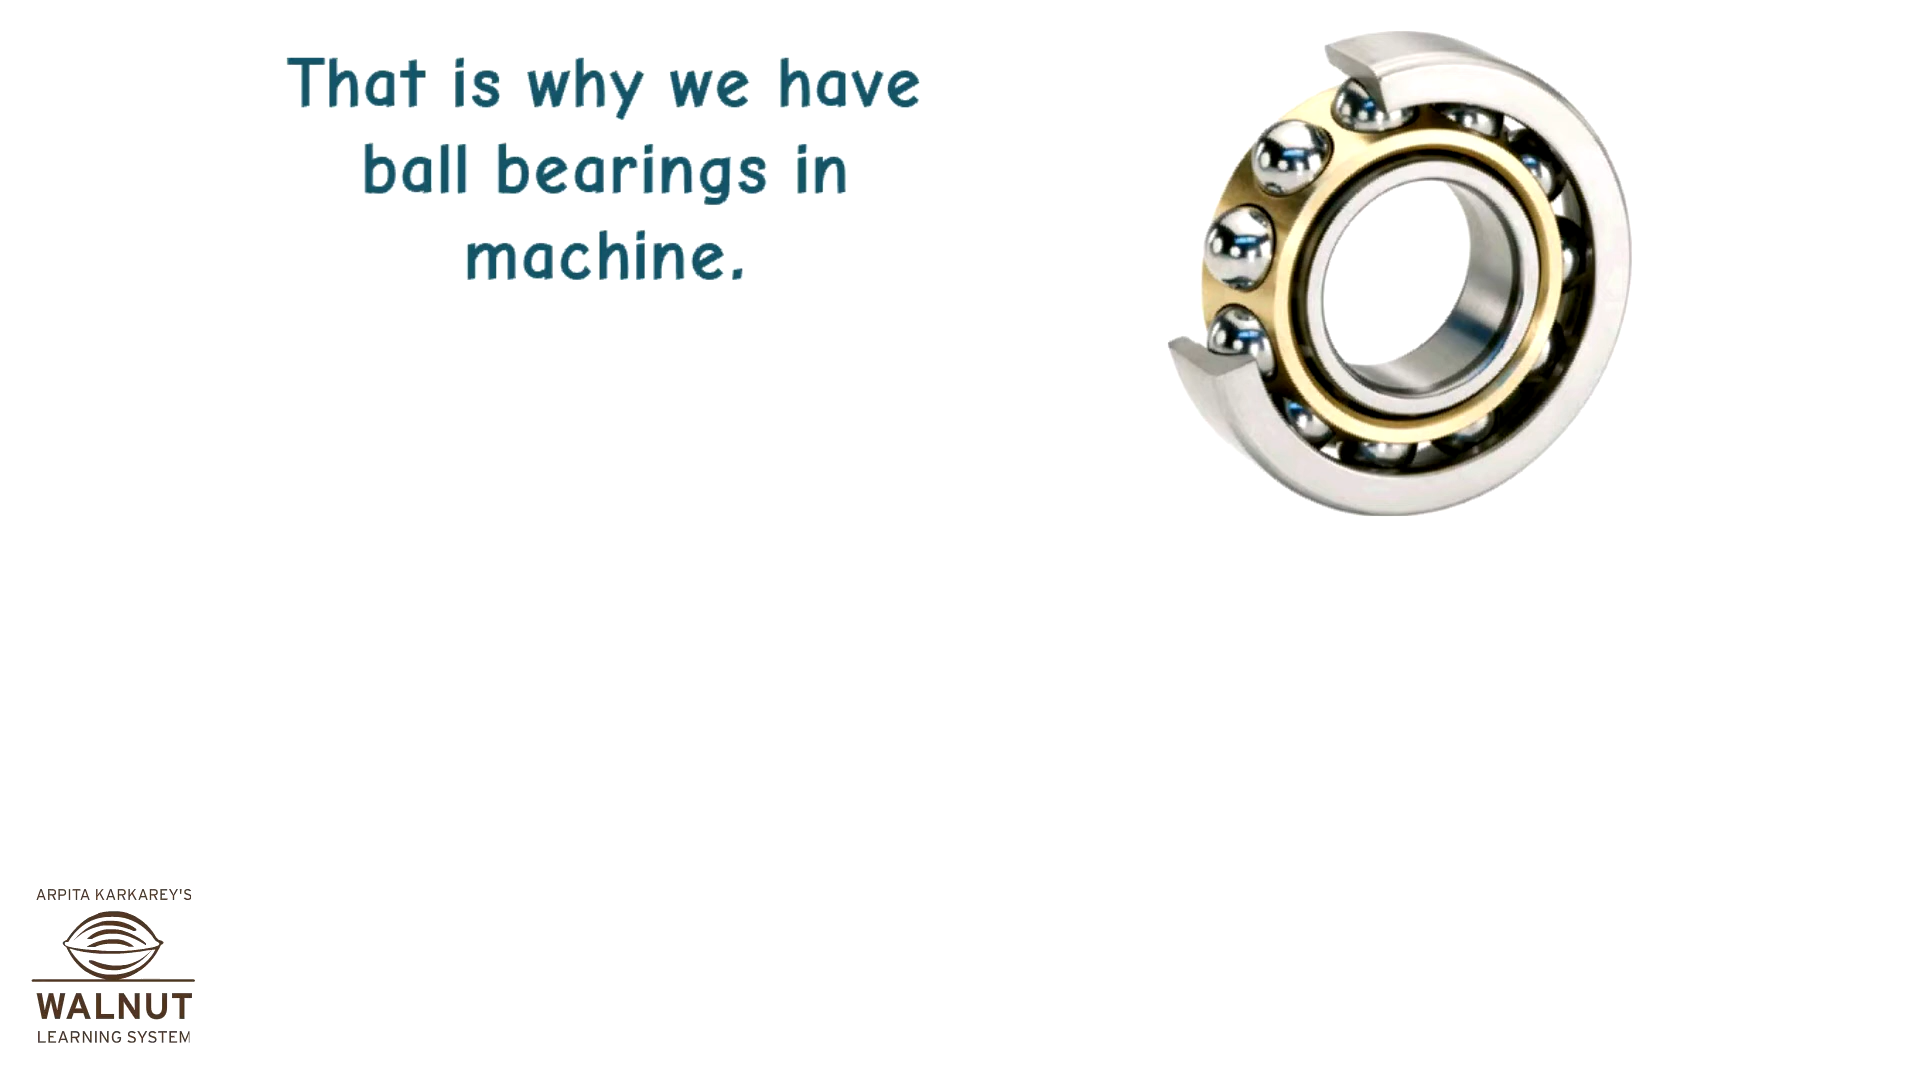 That is why we have
ball bearings in
machine.
ARPITA KARKAREY'S
WALNUT
LEARNING SYSTEM